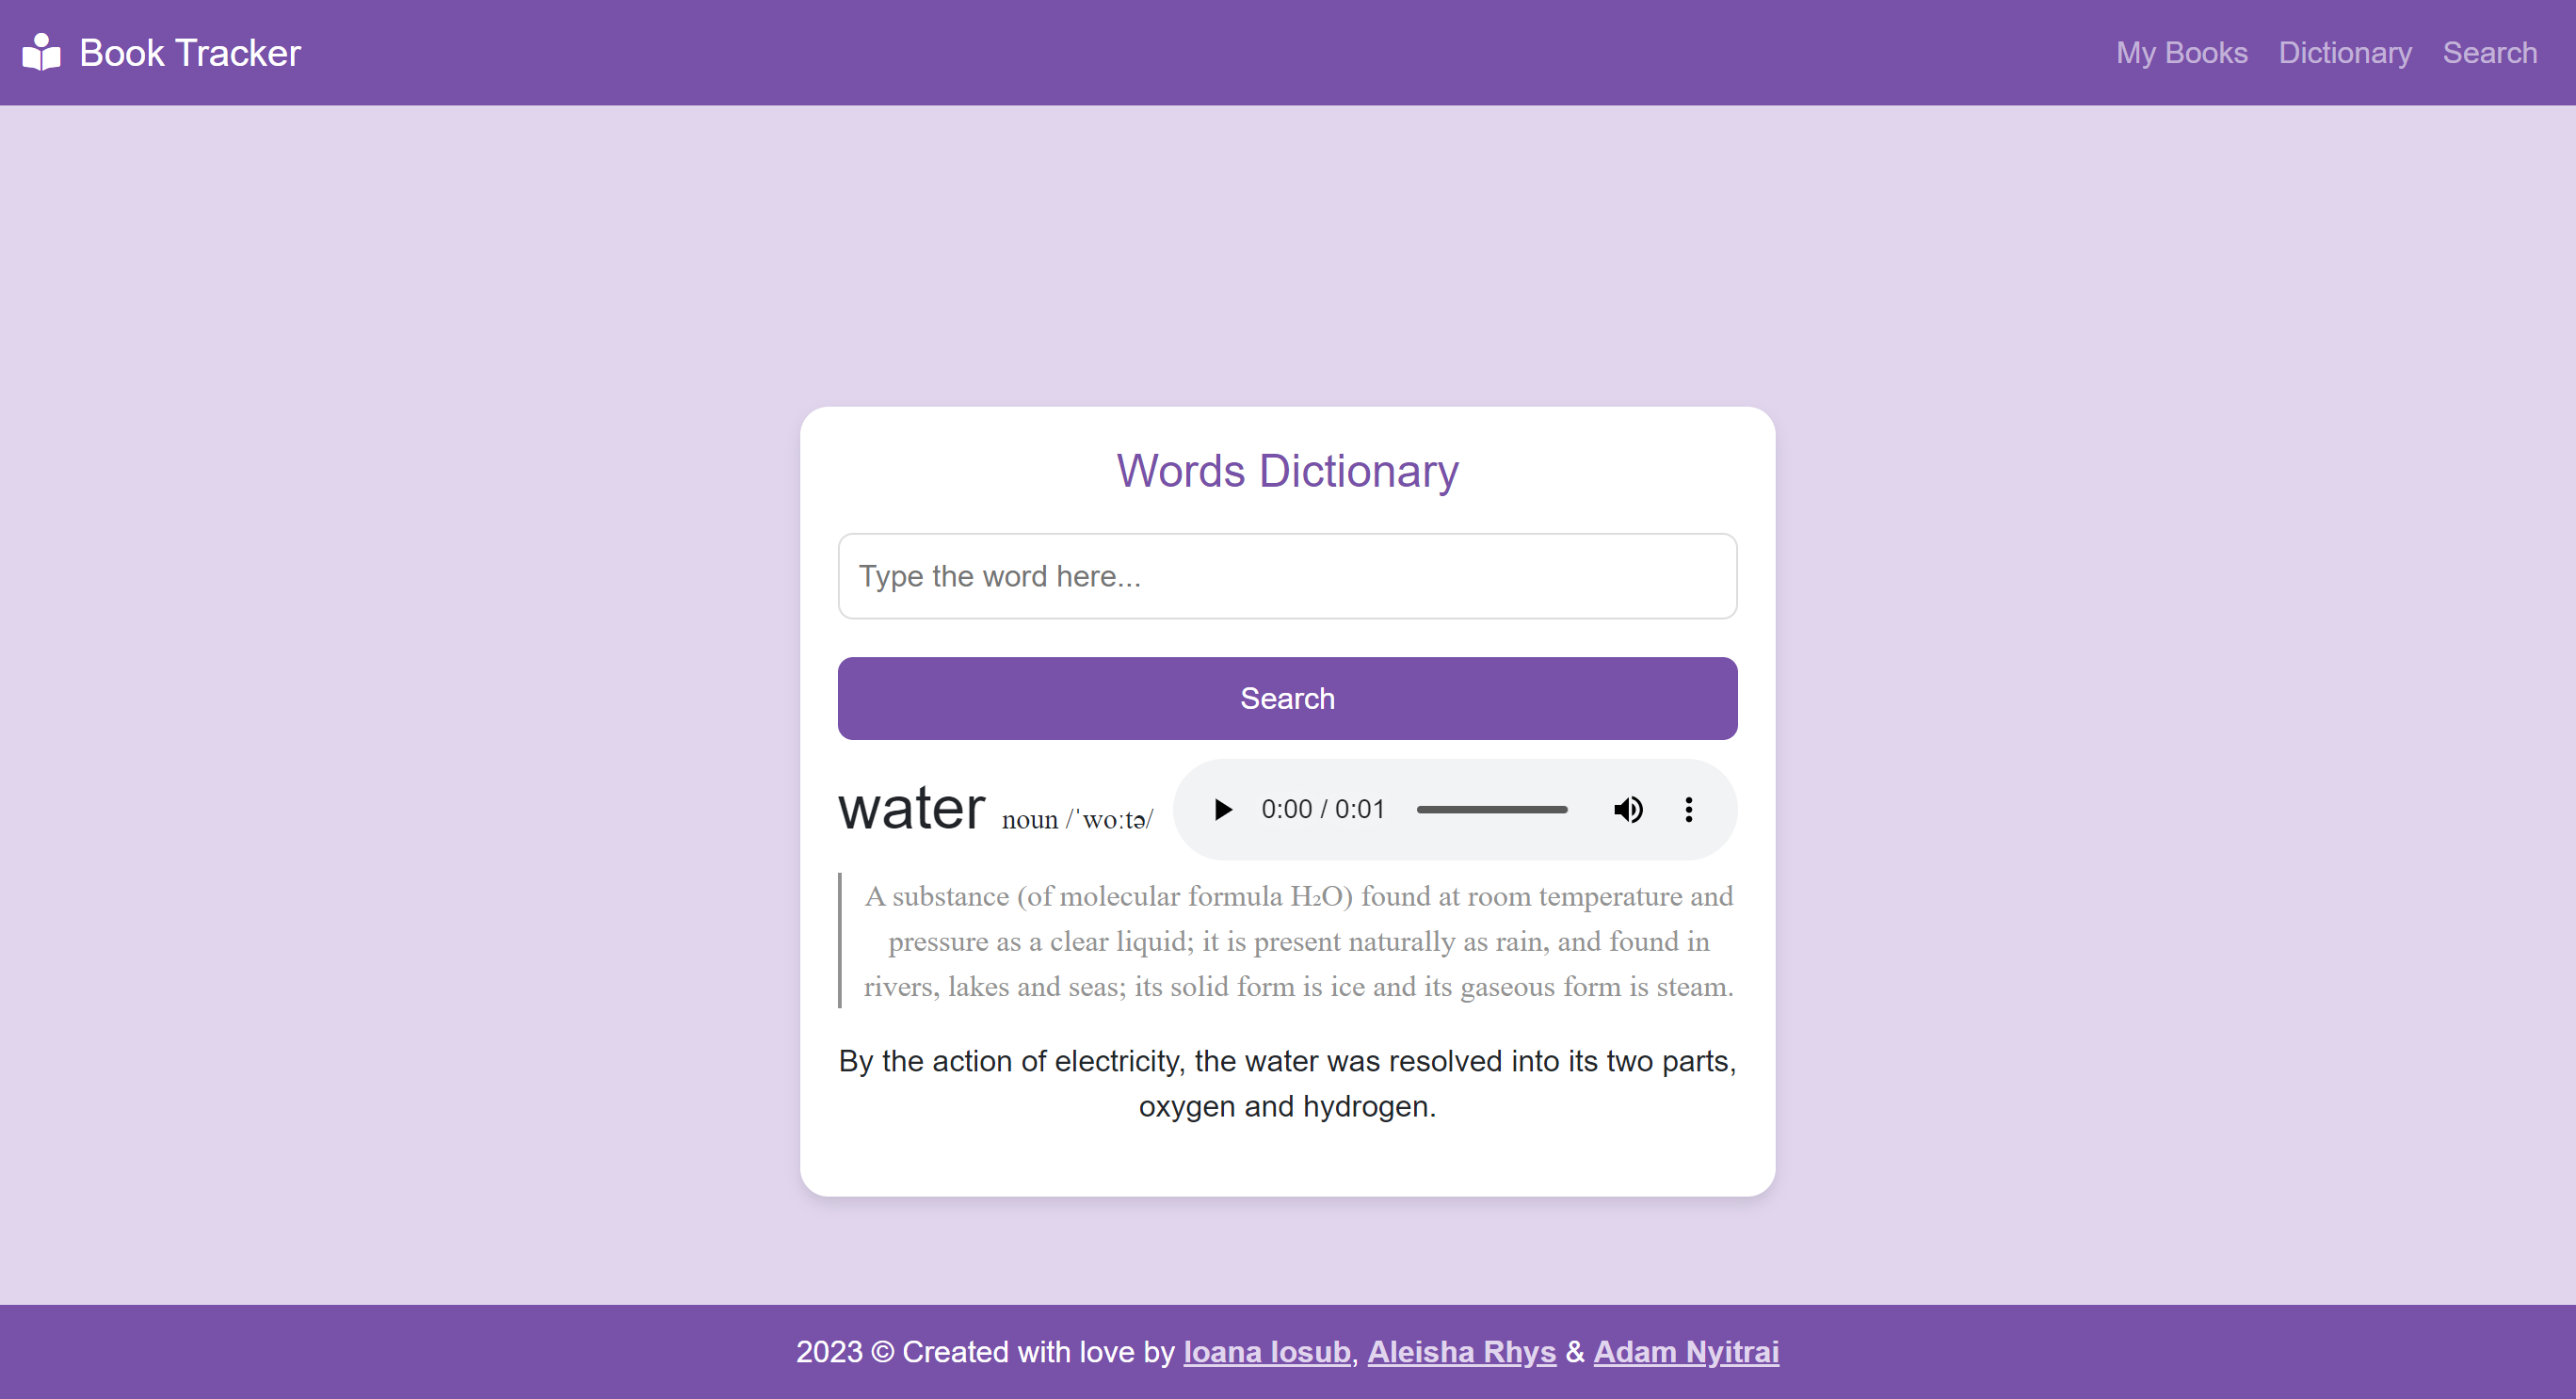 Book Tracker
My Books Dictionary Search
Words Dictionary
Type the word here...
Search
water noun /ˈwoːtə/
0:00 / 0:01
A substance (of molecular formula H₂O) found at room temperature and
pressure as a clear liquid; it is present naturally as rain, and found in
rivers, lakes and seas; its solid form is ice and its gaseous form is steam.
By the action of electricity, the water was resolved into its two parts,
oxygen and hydrogen.
2023 © Created with love by Ioana Iosub, Aleisha Rhys & Adam Nyitrai